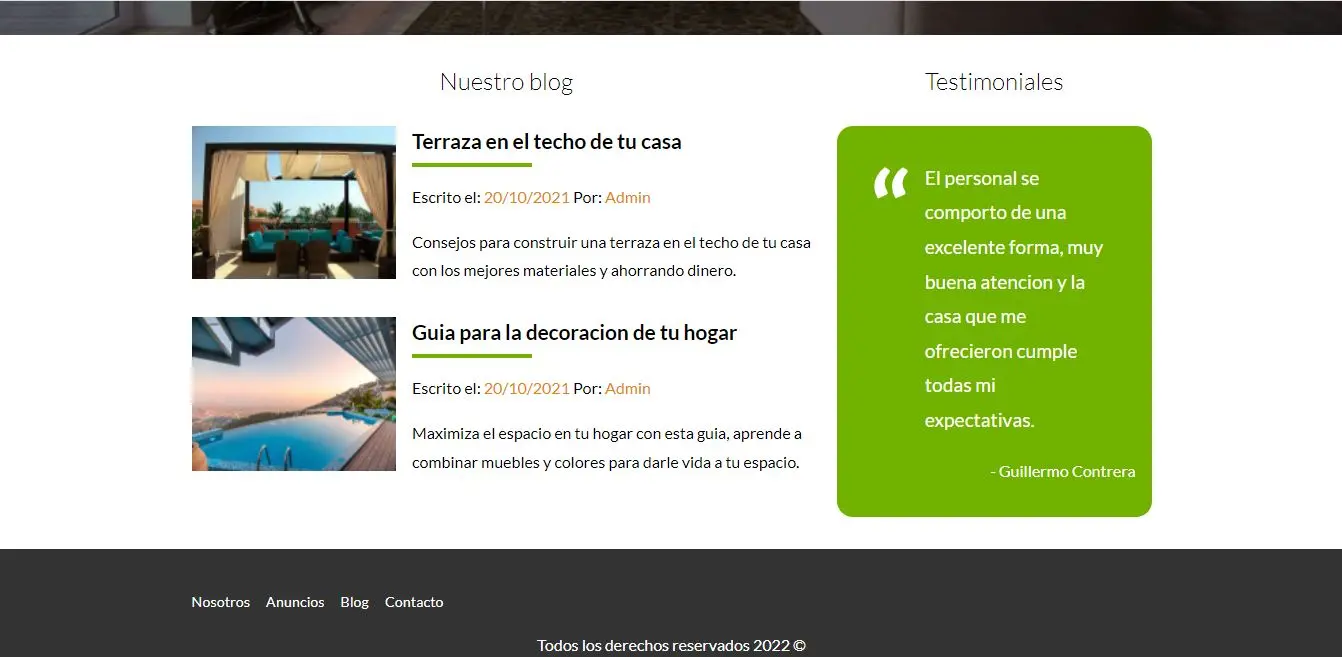 Nuestro blog
Terraza en el techo de tu casa
Escrito el: 20/10/2021 Por: Admin
Consejos para construir una terraza en el techo de tu casa
con los mejores materiales y ahorrando dinero.
Guia para la decoracion de tu hogar
Escrito el: 20/10/2021 Por: Admin
Maximiza el espacio en tu hogar con esta guia, aprende a
combinar muebles y colores para darle vida a tu espacio.
Testimoniales
“ El personal se
comporto de una
excelente forma, muy
buena atencion y la
casa que me
ofrecieron cumple
todas mi
expectativas.
- Guillermo Contrera
Nosotros Anuncios Blog Contacto
Todos los derechos reservados 2022 ©